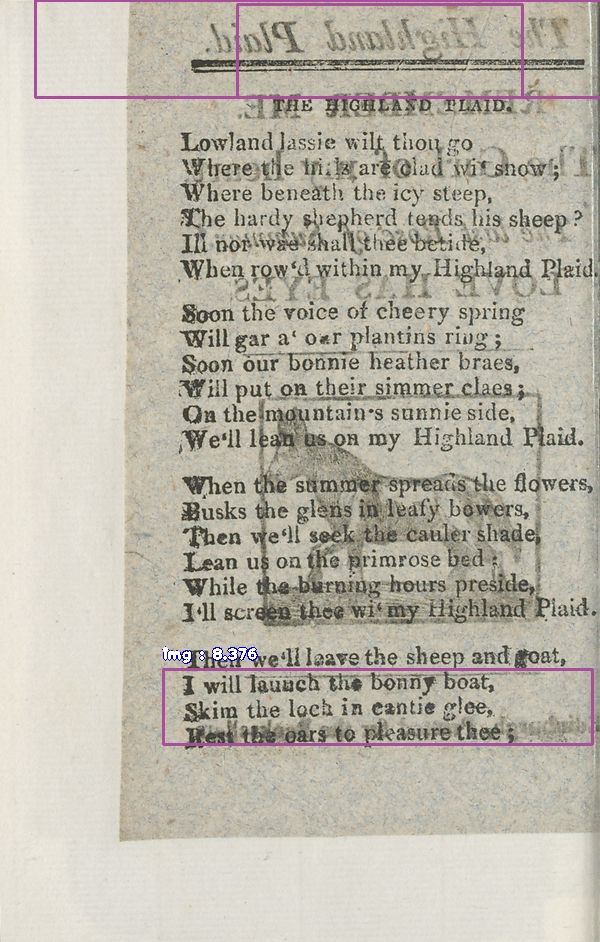 THE HIGHLAND PLAID.
Lowland lassie wilt thou go
Where the hills are clad wi' snow;
Where beneath the icy steep,
The hardy shepherd tends his sheep?
Ill nor wae shall thee betide,
When row'd within my Highland Plaid.
Soon the voice of cheery spring
Will gar a' our plantins ring;
Soon our bonnie heather braes,
Will put on their simmer claes;
On the mountain's sunnie side,
We'll lean us on my Highland Plaid.
When the summer spreads the flowers,
Busks the glens in leafy bowers,
Then we'll seek the cauler shade,
Lean us on the primrose bed;
While the burning hours preside,
I'll screen thee wi' my Highland Plaid.
img : 8.376
Then we'll leave the sheep and goat,
I will launch the bonny boat,
Skim the loch in cantie glee,
Rest the oars to pleasure thee;